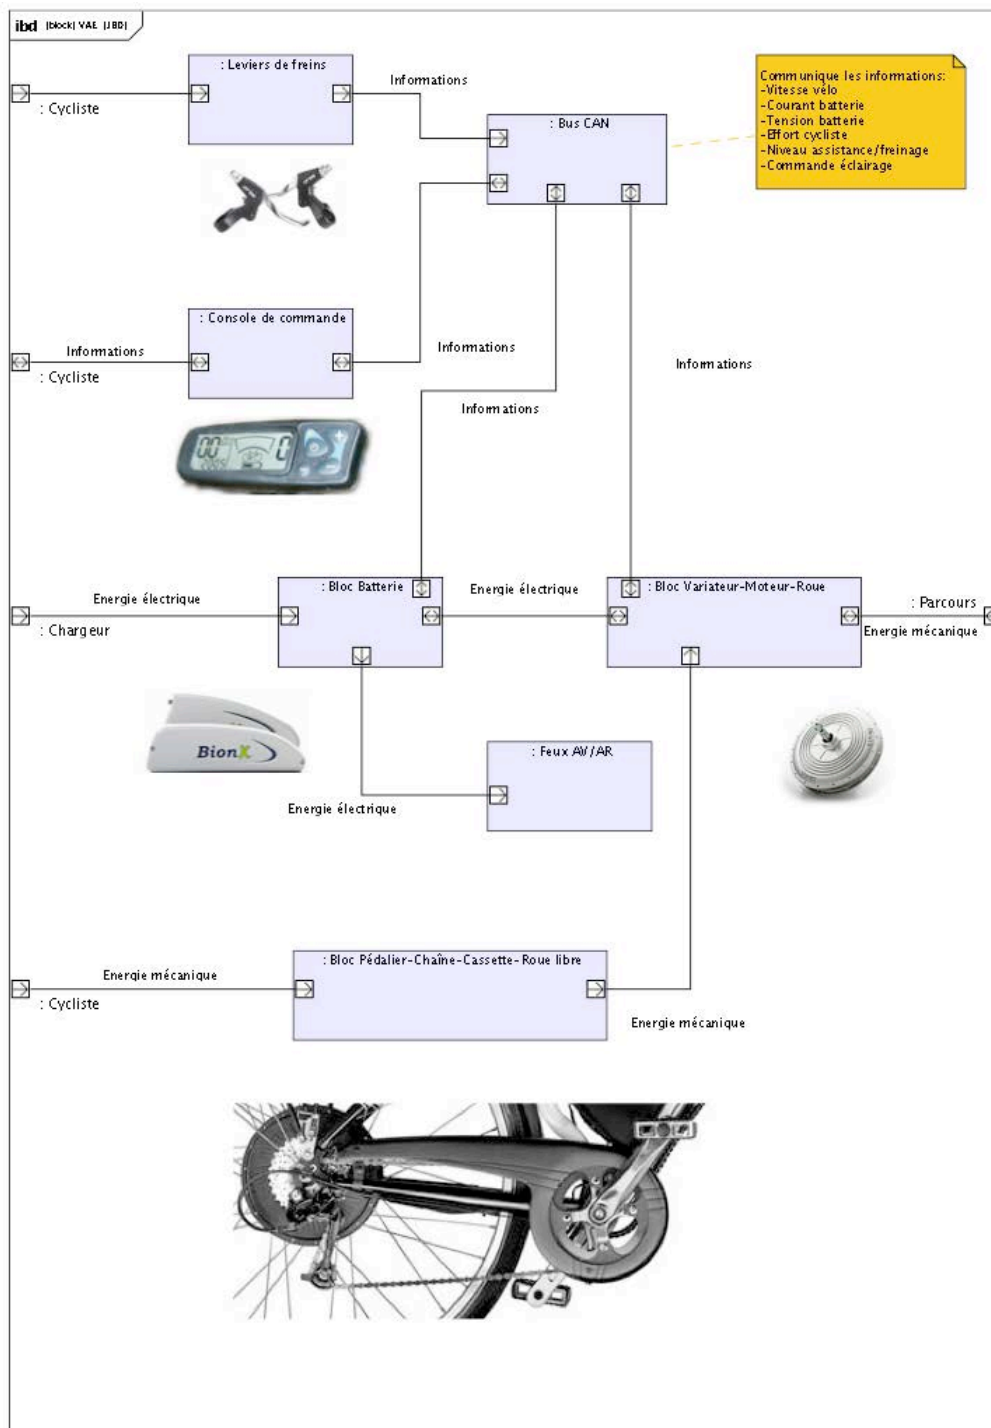 ibd [block] VAE [IBD]
: Leviers de freins
Informations
: Cycliste
: Bus CAN
Communique les informations:
-Vitesse vélo
-Courant batterie
-Tension batterie
-Effort cycliste
-Niveau assistance/freinage
-Commande éclairage
: Console de commande
Informations
: Cycliste
Informations
Informations
Informations
: Bloc Batterie
Energie électrique
: Chargeur
Energie électrique
: Bloc Variateur-Moteur-Roue
: Parcours
Energie mécanique
BionX
: Feux AV/AR
Energie électrique
: Bloc Pédalier-Chaîne-Cassette-Roue libre
Energie mécanique
: Cycliste
Energie mécanique